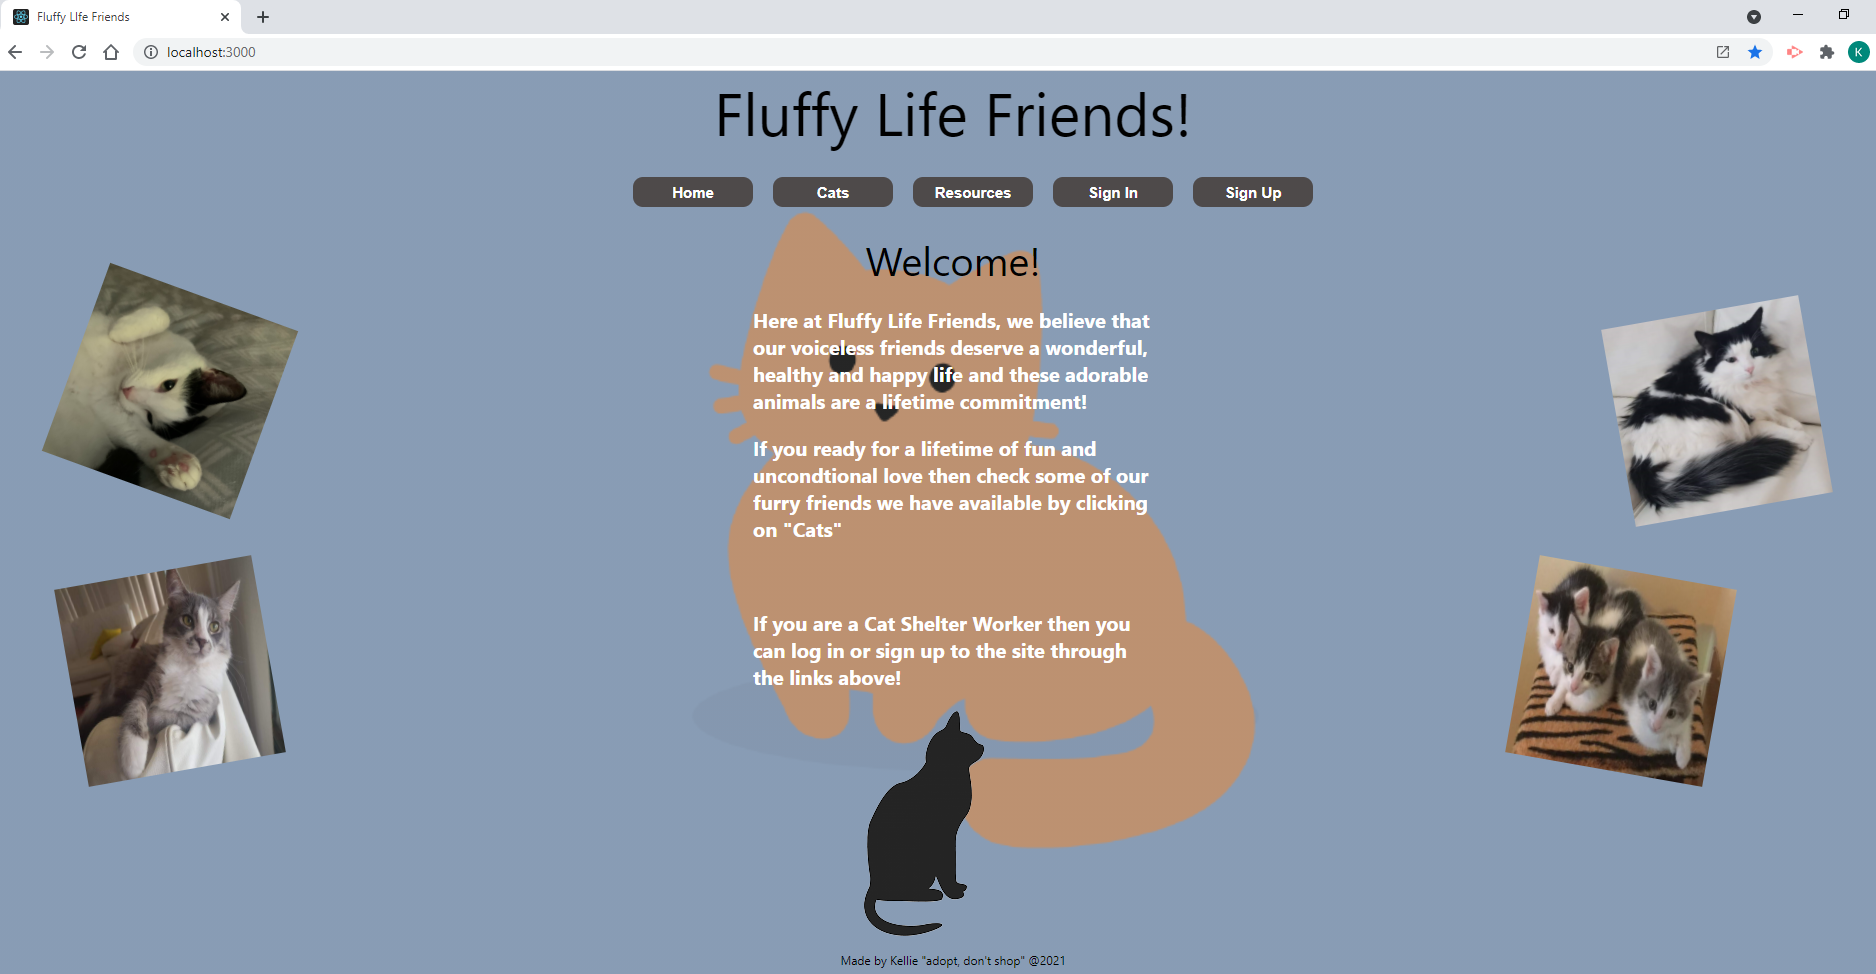 Fluffy LIfe Friends
localhost:3000
K
Fluffy Life Friends!
Home
Cats
Resources
Sign In
Sign Up
Welcome!
Here at Fluffy Life Friends, we believe that
our voiceless friends deserve a wonderful,
healthy and happy life and these adorable
animals are a lifetime commitment!
If you ready for a lifetime of fun and
uncondtional love then check some of our
furry friends we have available by clicking
on "Cats"
If you are a Cat Shelter Worker then you
can log in or sign up to the site through
the links above!
Made by Kellie "adopt, don't shop" @2021